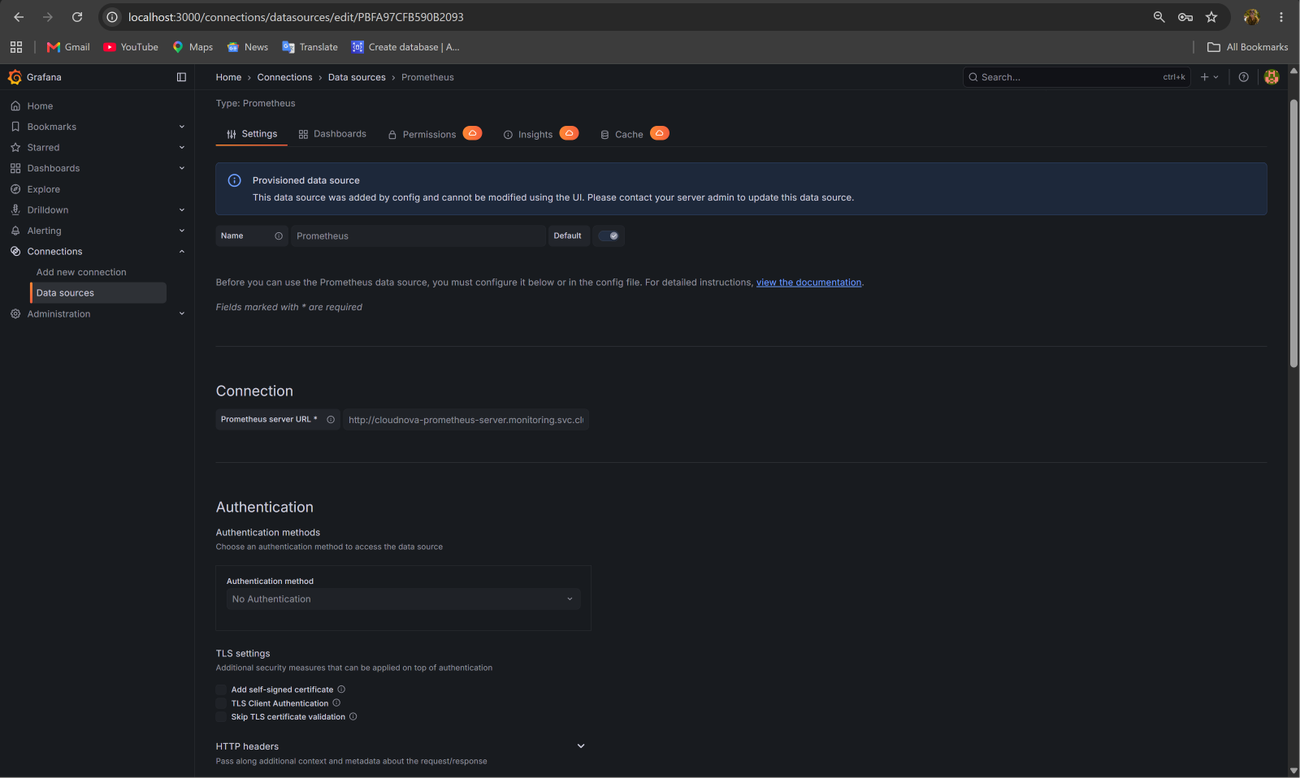 localhost:3000/connections/datasources/edit/PBFA97CFB590B2093
Gmail YouTube Maps News Translate Create database | A... All Bookmarks
Grafana Home › Connections › Data sources › Prometheus Search... ctrl+k
Home
Bookmarks
Starred
Dashboards
Explore
Drilldown
Alerting
Connections
Add new connection
Data sources
Administration
Type: Prometheus
Settings Dashboards Permissions Insights Cache
Provisioned data source
This data source was added by config and cannot be modified using the UI. Please contact your server admin to update this data source.
Name Prometheus Default
Before you can use the Prometheus data source, you must configure it below or in the config file. For detailed instructions, view the documentation.
Fields marked with * are required
Connection
Prometheus server URL * http://cloudnova-prometheus-server.monitoring.svc.cl
Authentication
Authentication methods
Choose an authentication method to access the data source
Authentication method
No Authentication
TLS settings
Additional security measures that can be applied on top of authentication
Add self-signed certificate
TLS Client Authentication
Skip TLS certificate validation
HTTP headers
Pass along additional context and metadata about the request/response